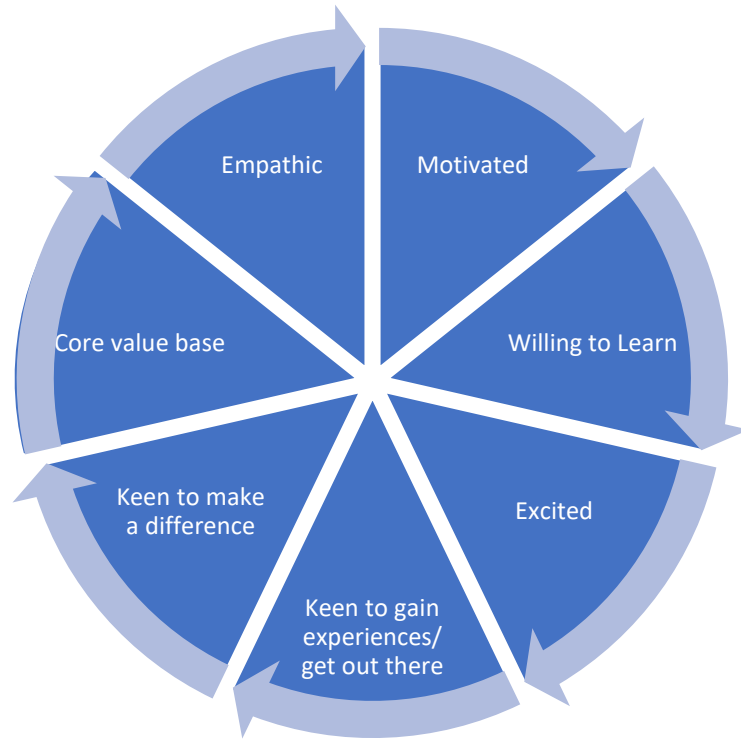 Empathic
Motivated
Core value base
Willing to Learn
Keen to make
a difference
Excited
Keen to gain
experiences/
get out there